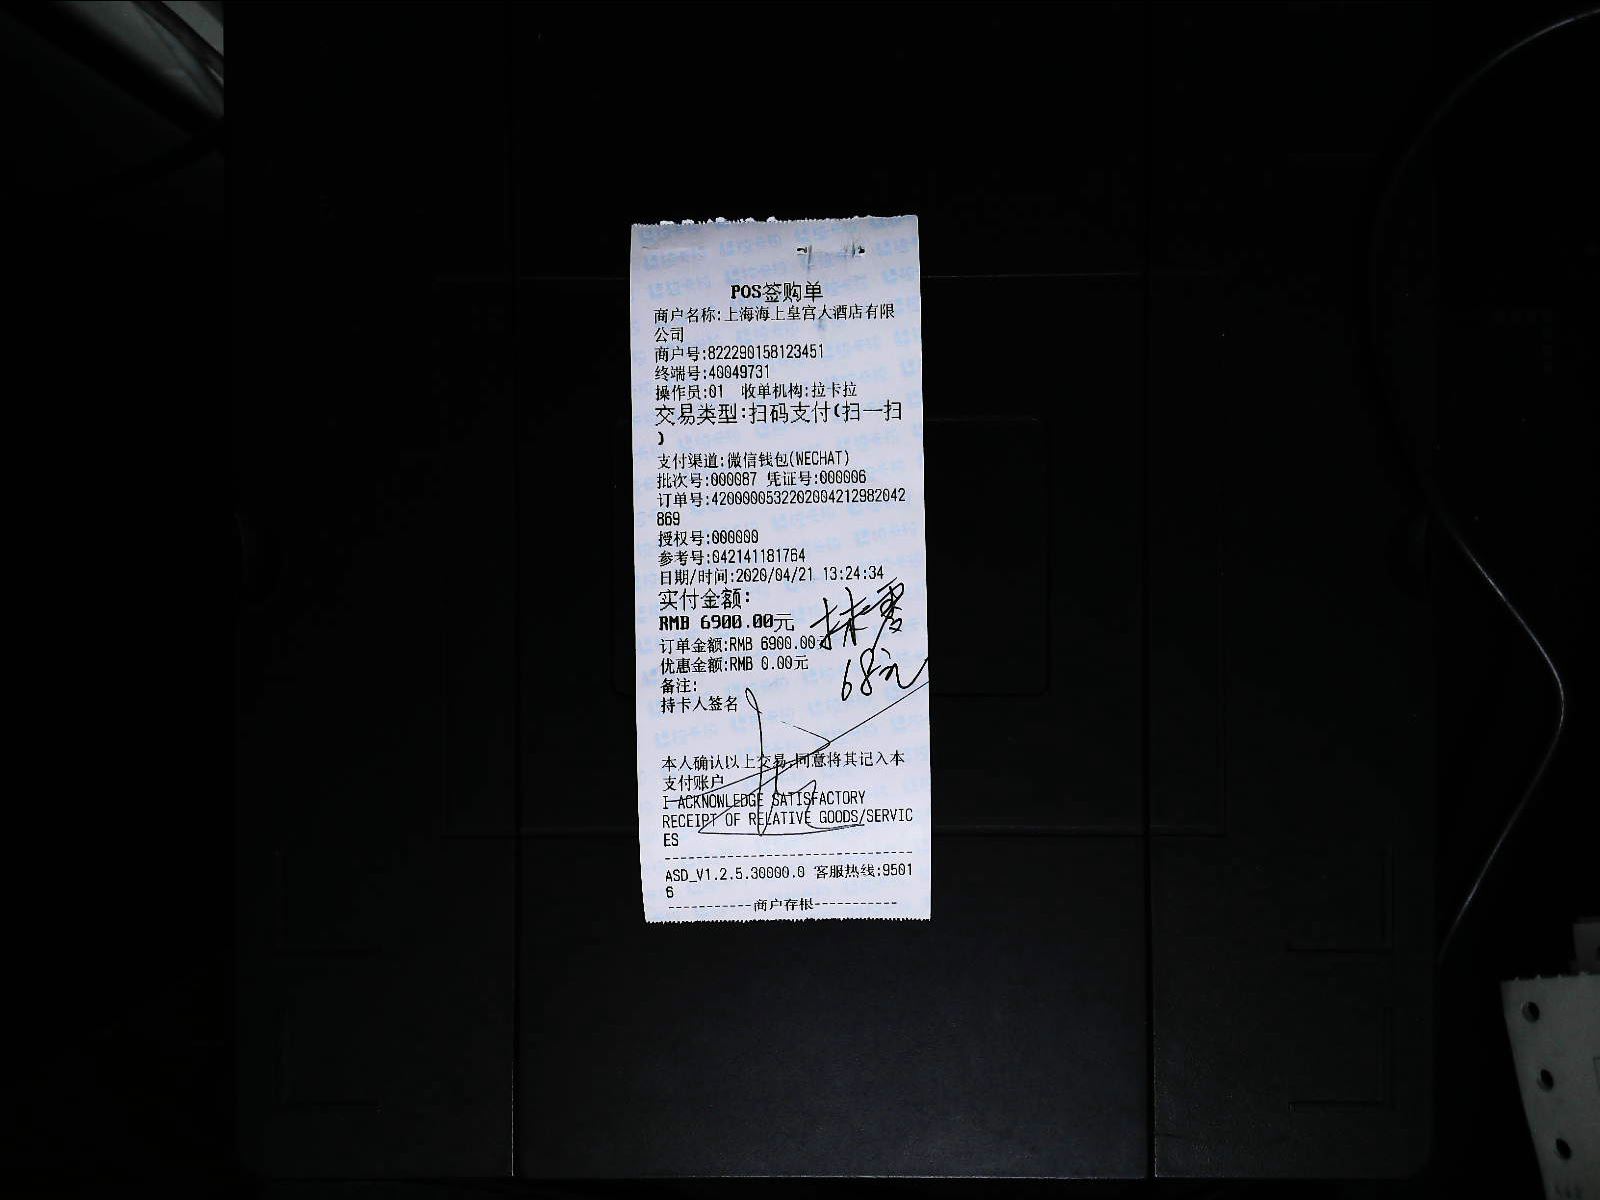 POS签购单
商户名称:上海海上皇宫大酒店有限
公司
商户号:822290158123451
终端号:40049731
操作员:01 收单机构:拉卡拉
交易类型:扫码支付(扫一扫
)
支付渠道:微信钱包(WECHAT)
批次号:000087 凭证号:000006
订单号:4200000532202004212982042
869
授权号:000000
参考号:042141181764
日期/时间:2020/04/21 13:24:34
实付金额:
RMB 6900.00元
抹零
订单金额:RMB 6900.00元
优惠金额:RMB 0.00元
68元
备注:
持卡人签名
本人确认以上交易,同意将其记入本
支付账户
I ACKNOWLEDGE SATISFACTORY
RECEIPT OF RELATIVE GOODS/SERVIC
ES
ASD_V1.2.5.30000.0 客服热线:9501
6
-----------商户存根-----------